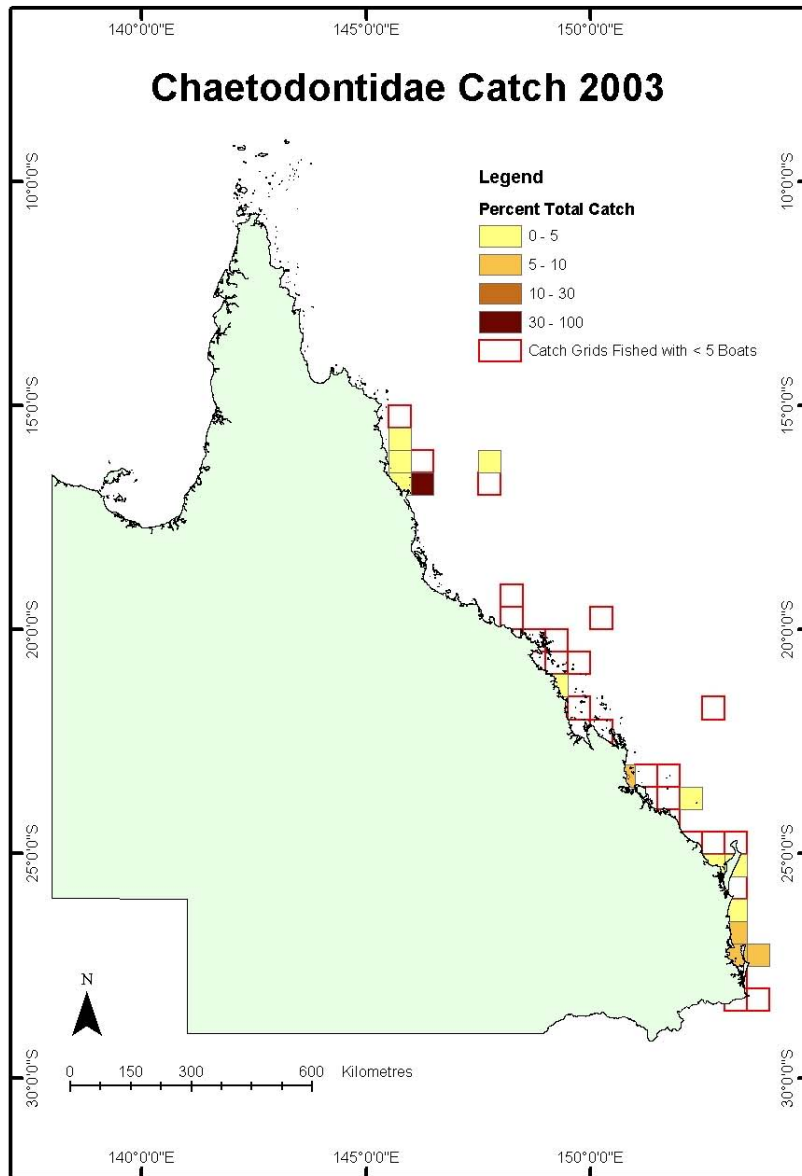 140°0'0"E 145°0'0"E 150°0'0"E
Chaetodontidae Catch 2003
10°0'0"S 10°0'0"S
Legend
Percent Total Catch
0 - 5
5 - 10
10 - 30
30 - 100
Catch Grids Fished with < 5 Boats
15°0'0"S 15°0'0"S
20°0'0"S 20°0'0"S
25°0'0"S 25°0'0"S
N
0 150 300 600 Kilometres
30°0'0"S 30°0'0"S
140°0'0"E 145°0'0"E 150°0'0"E